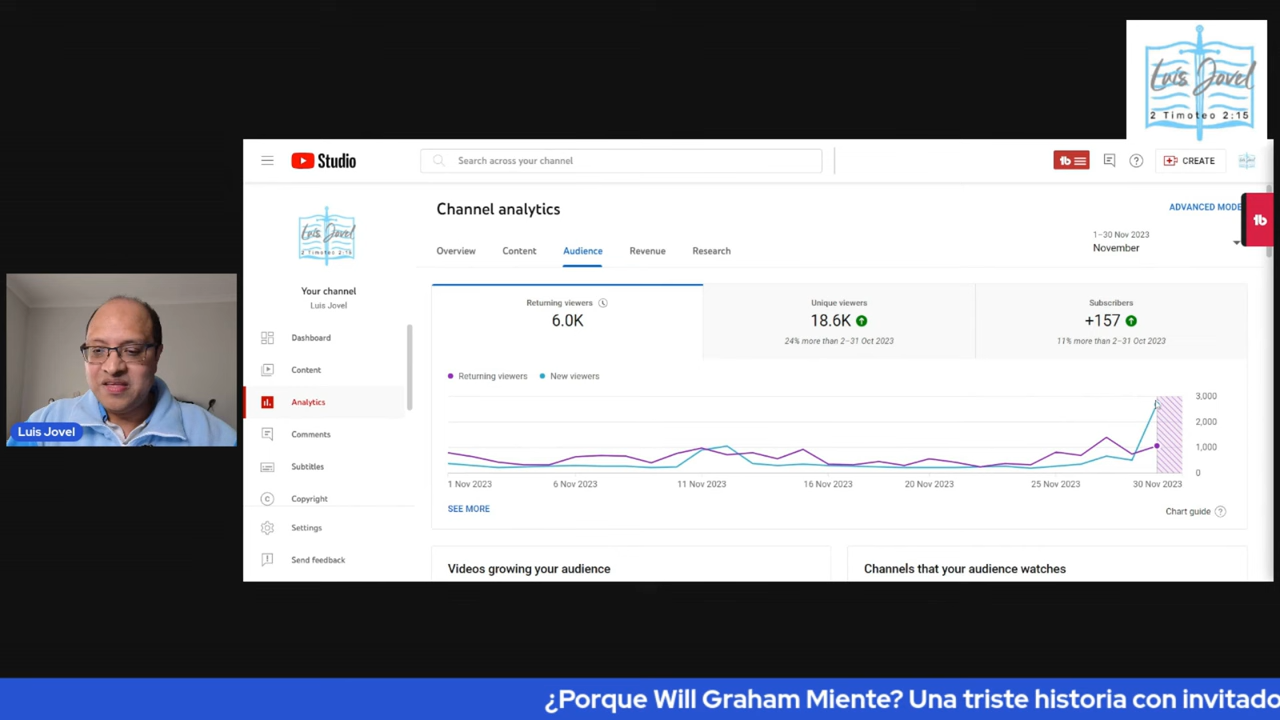 Luis Jovel
2 Timoteo 2:15
Studio
Search across your channel
CREATE
Luis Jovel
2 Timoteo 2:15
Your channel
Luis Jovel
Dashboard
Content
Analytics
Comments
Subtitles
Copyright
Settings
Send feedback
Channel analytics
ADVANCED MODE
1–30 Nov 2023
November
Overview
Content
Audience
Revenue
Research
Returning viewers
6.0K
Unique viewers
18.6K
24% more than 2–31 Oct 2023
Subscribers
+157
11% more than 2–31 Oct 2023
Returning viewers
New viewers
3,000
2,000
1,000
0
1 Nov 2023
6 Nov 2023
11 Nov 2023
16 Nov 2023
20 Nov 2023
25 Nov 2023
30 Nov 2023
SEE MORE
Chart guide
Videos growing your audience
Channels that your audience watches
Luis Jovel
¿Porque Will Graham Miente? Una triste historia con invitado